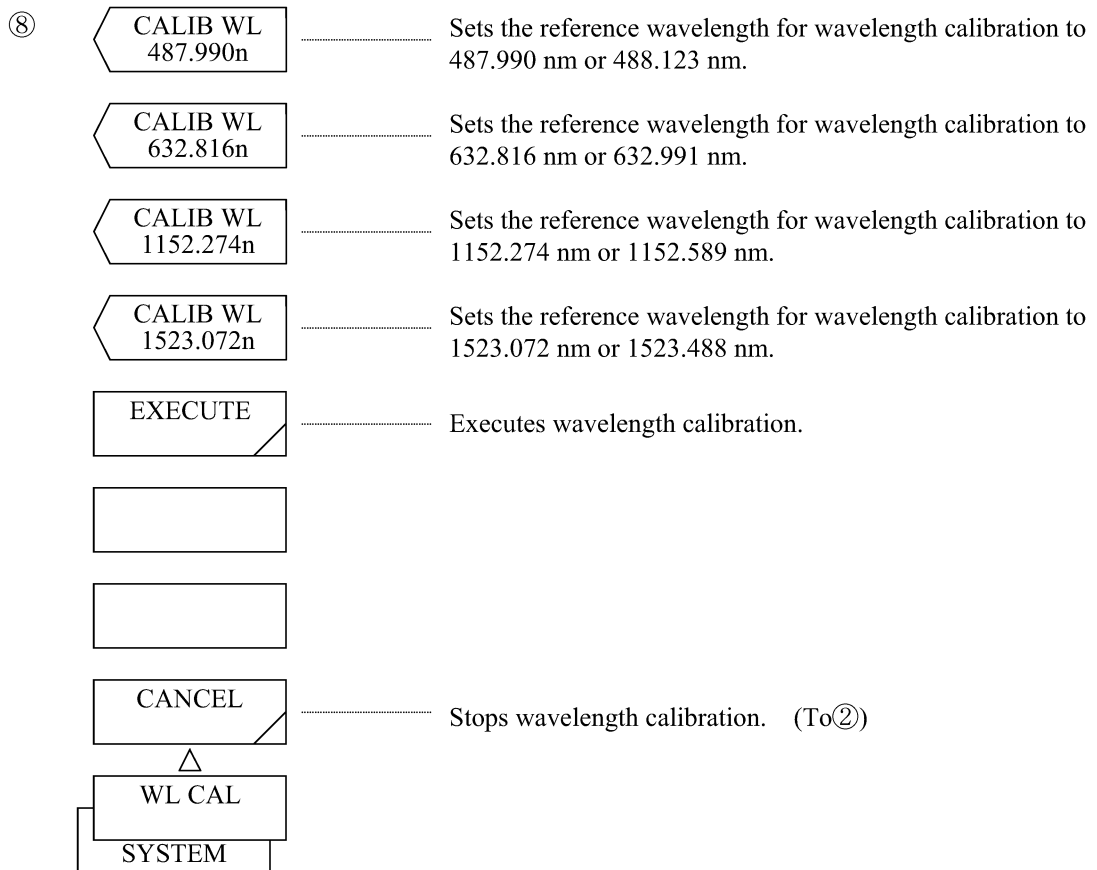 ⑧
CALIB WL
487.990n
Sets the reference wavelength for wavelength calibration to
487.990 nm or 488.123 nm.
CALIB WL
632.816n
Sets the reference wavelength for wavelength calibration to
632.816 nm or 632.991 nm.
CALIB WL
1152.274n
Sets the reference wavelength for wavelength calibration to
1152.274 nm or 1152.589 nm.
CALIB WL
1523.072n
Sets the reference wavelength for wavelength calibration to
1523.072 nm or 1523.488 nm.
EXECUTE
Executes wavelength calibration.
CANCEL
Stops wavelength calibration. (To②)
WL CAL
SYSTEM